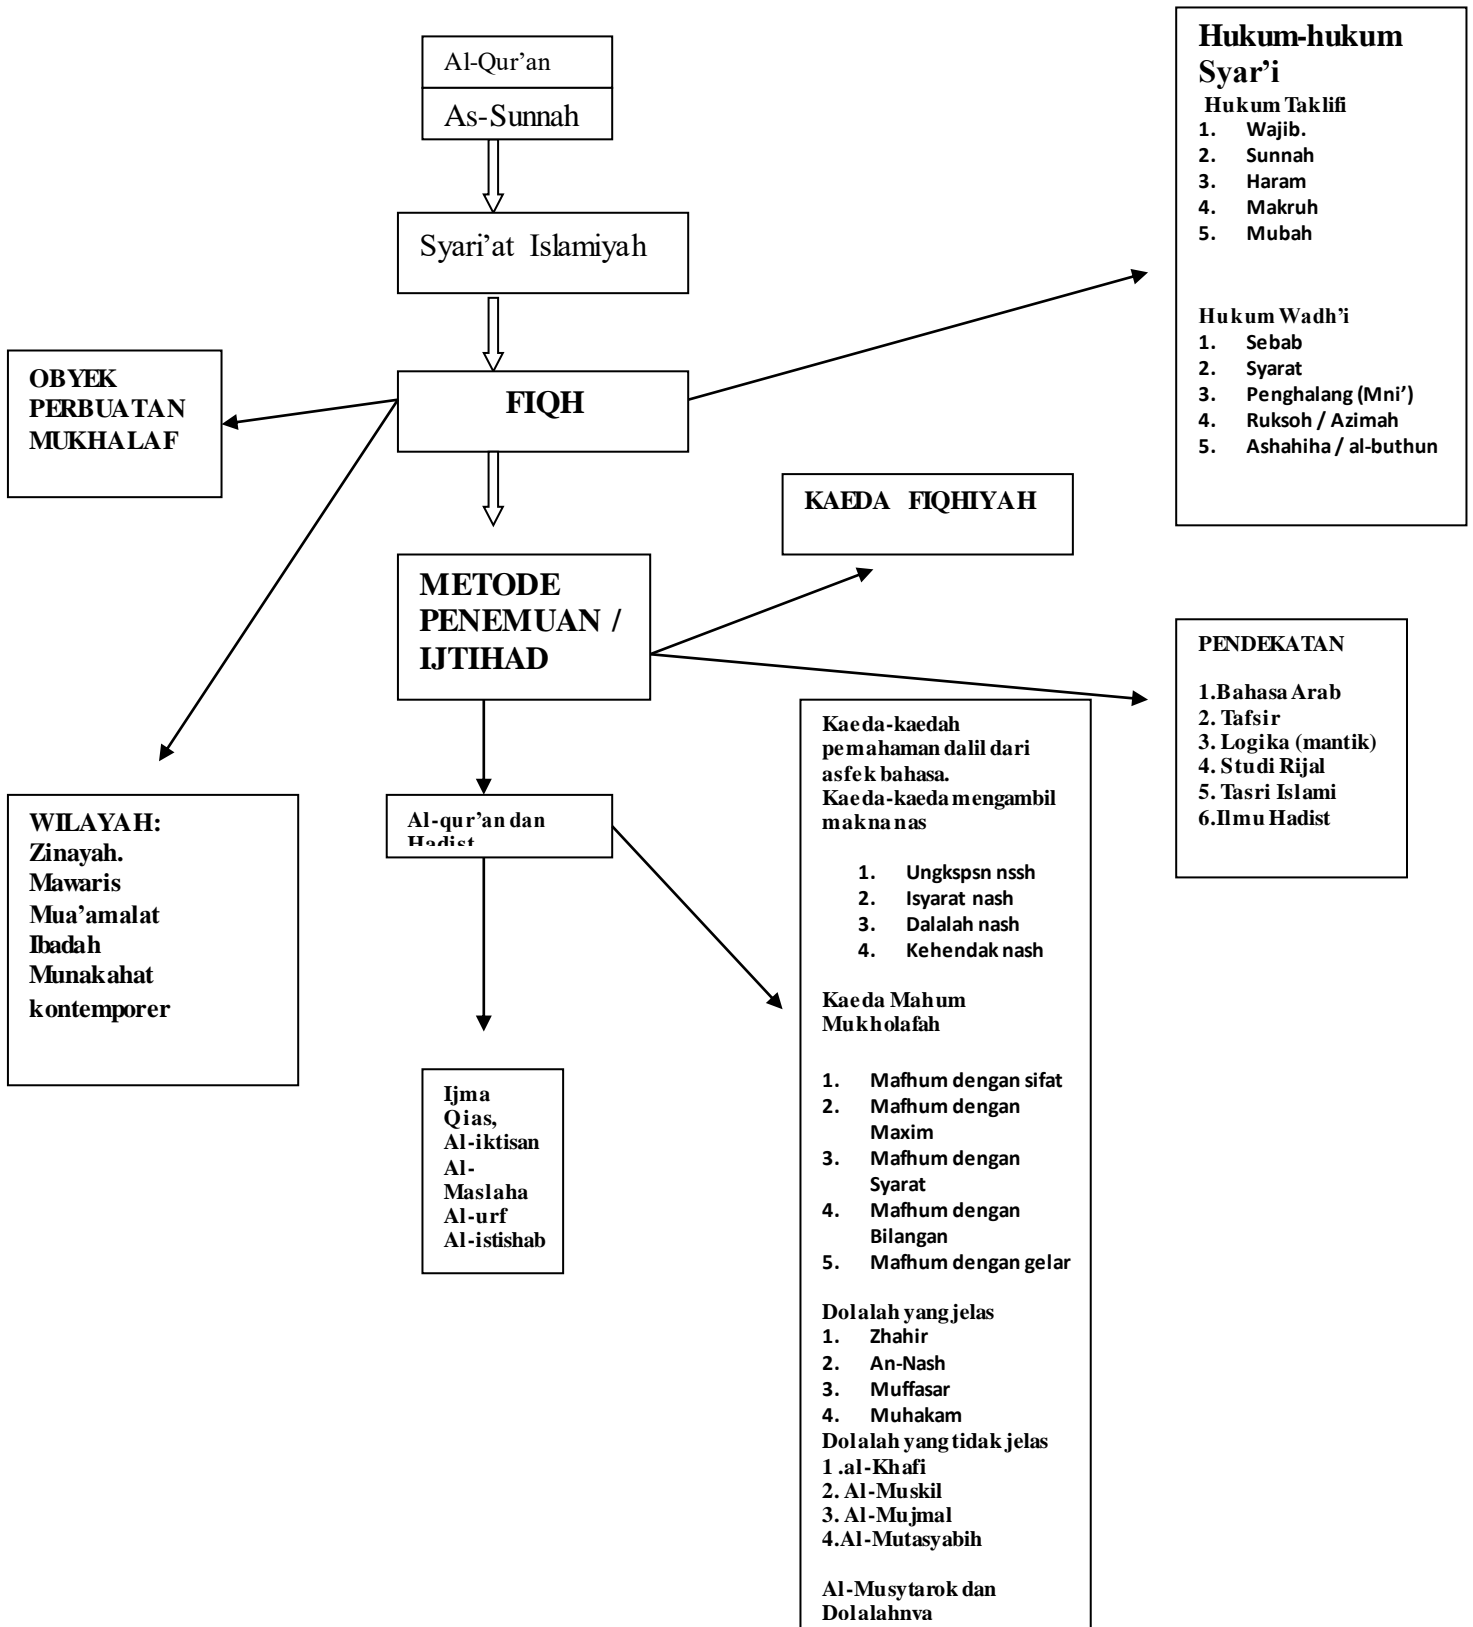 Al-Qur'an
As-Sunnah
Syari'at Islamiyah
FIQH
Hukum-hukum
Syar'i
Hukum Taklifi
1. Wajib.
2. Sunnah
3. Haram
4. Makruh
5. Mubah
Hukum Wadh'i
1. Sebab
2. Syarat
3. Penghalang (Mni')
4. Ruksoh / Azimah
5. Ashahiha / al-buthun
OBYEK
PERBUATAN
MUKHALAF
KAEDA FIQHIYAH
METODE
PENEMUAN /
IJTIHAD
PENDEKATAN
1.Bahasa Arab
2. Tafsir
3. Logika (mantik)
4. Studi Rijal
5. Tasri Islami
6.Ilmu Hadist
WILAYAH:
Zinayah.
Mawaris
Mua'amalat
Ibadah
Munakahat
kontemporer
Al-qur'an dan
Hadist
Kaeda-kaedah
pemahaman dalil dari
asfek bahasa.
Kaeda-kaeda mengambil
makna nas
1. Ungkspsn nssh
2. Isyarat nash
3. Dalalah nash
4. Kehendak nash
Kaeda Mahum
Mukholafah
1. Mafhum dengan sifat
2. Mafhum dengan
Maxim
3. Mafhum dengan
Syarat
4. Mafhum dengan
Bilangan
5. Mafhum dengan gelar
Dolalah yang jelas
1. Zhahir
2. An-Nash
3. Muffasar
4. Muhakam
Dolalah yang tidak jelas
1 .al-Khafi
2. Al-Muskil
3. Al-Mujmal
4.Al-Mutasyabih
Al-Musytarok dan
Dolalahnya
Ijma
Qias,
Al-iktisan
Al-
Maslaha
Al-urf
Al-istishab